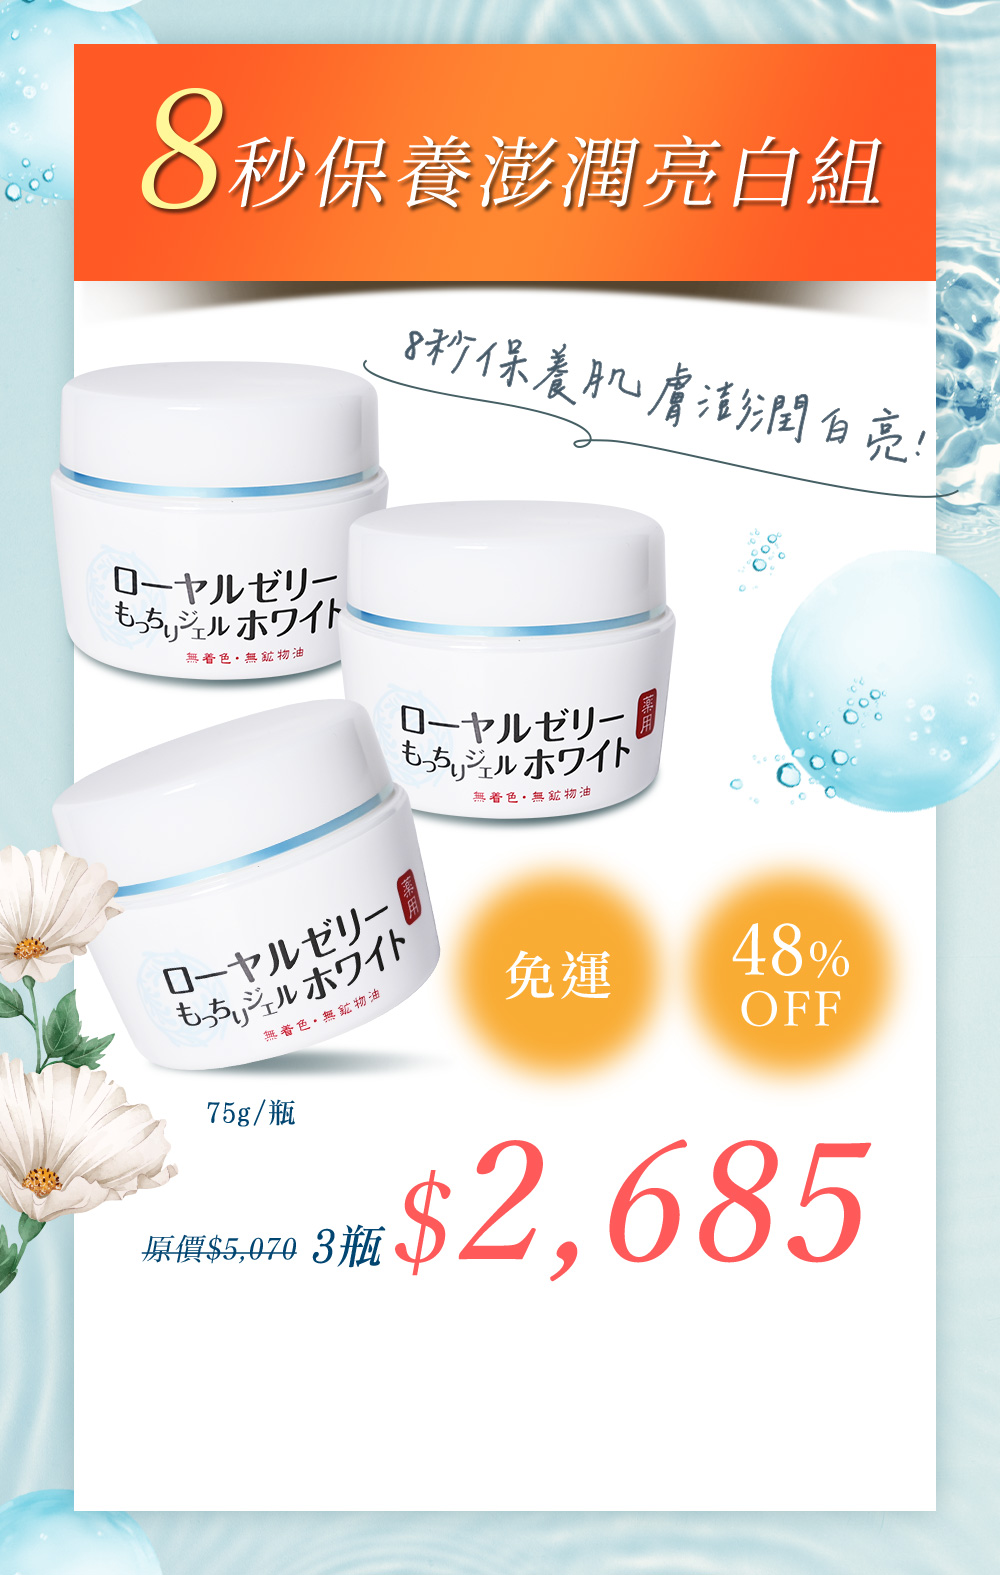 8秒保養澎潤亮白組
8秒保養肌膚澎潤白亮!
ローヤルゼリー
もっちりジェル ホワイト
無着色・無鉱物油
薬用
ローヤルゼリー
もっちりジェル ホワイト
無着色・無鉱物油
薬用
ローヤルゼリー
もっちりジェル ホワイト
無着色・無鉱物油
免運
48%
OFF
75g/瓶
原價$5,070 3瓶 $2,685